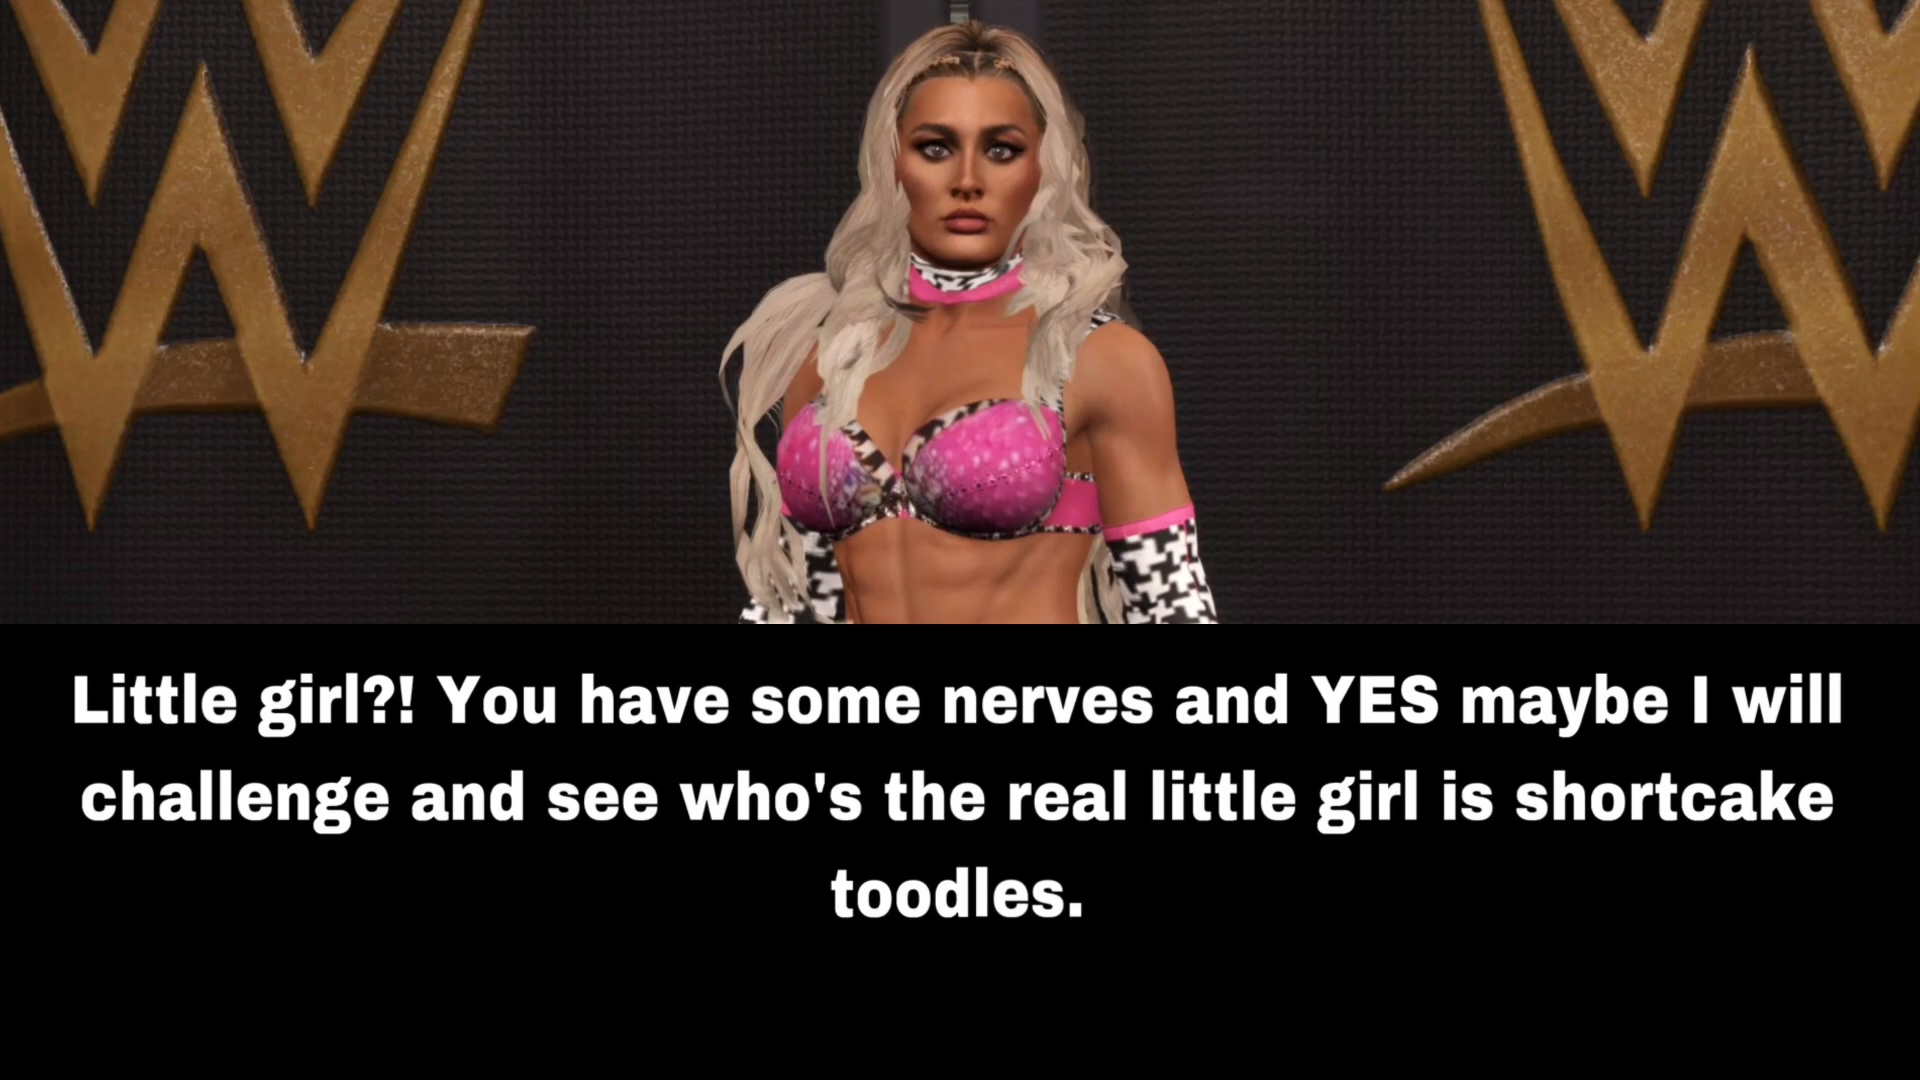 Little girl?! You have some nerves and YES maybe I will
challenge and see who's the real little girl is shortcake
toodles.